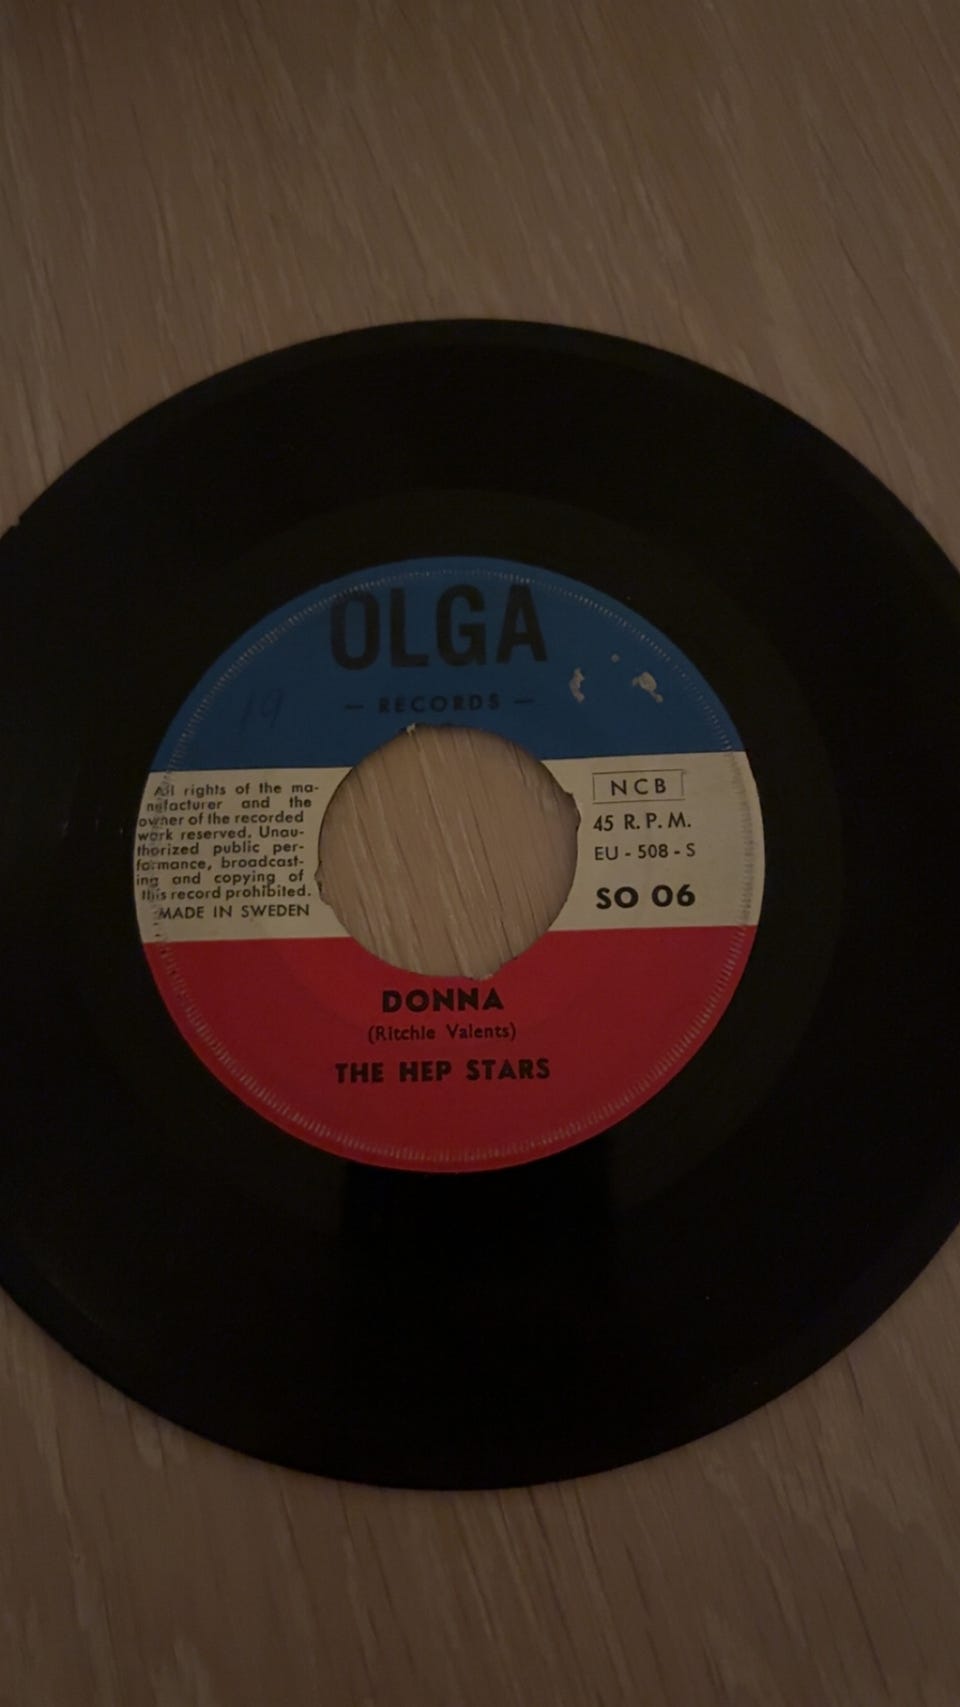 OLGA
— RECORDS —
19
All rights of the ma-
nufacturer and the
owner of the recorded
work reserved. Unau-
thorized public per-
formance, broadcast-
ing and copying of
this record prohibited.
MADE IN SWEDEN
NCB
45 R.P.M.
EU - 508 - S
SO 06
DONNA
(Ritchie Valents)
THE HEP STARS